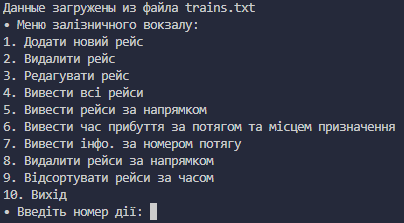 Данные загружены из файла trains.txt
• Меню залізничного вокзалу:
1. Додати новий рейс
2. Видалити рейс
3. Редагувати рейс
4. Вивести всі рейси
5. Вивести рейси за напрямком
6. Вивести час прибуття за потягом та місцем призначення
7. Вивести інфо. за номером потягу
8. Видалити рейси за напрямком
9. Відсортувати рейси за часом
10. Вихід
• Введіть номер дії: